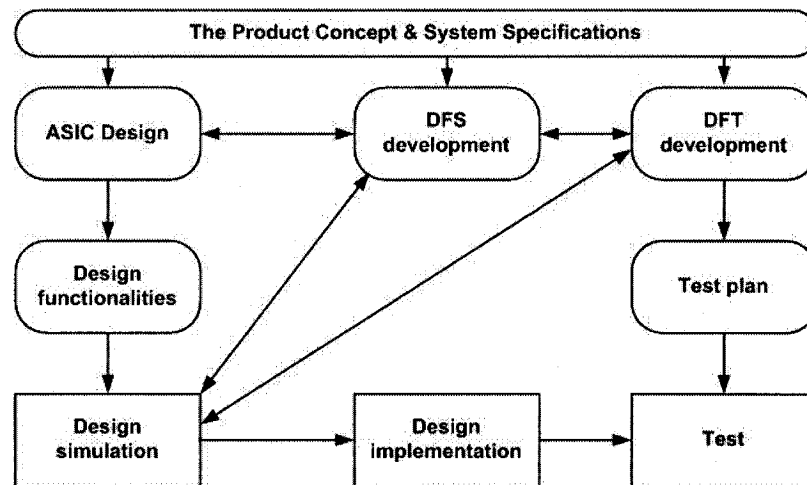 The Product Concept & System Specifications
ASIC Design
DFS
development
DFT
development
Design
functionalities
Test plan
Design
simulation
Design
implementation
Test